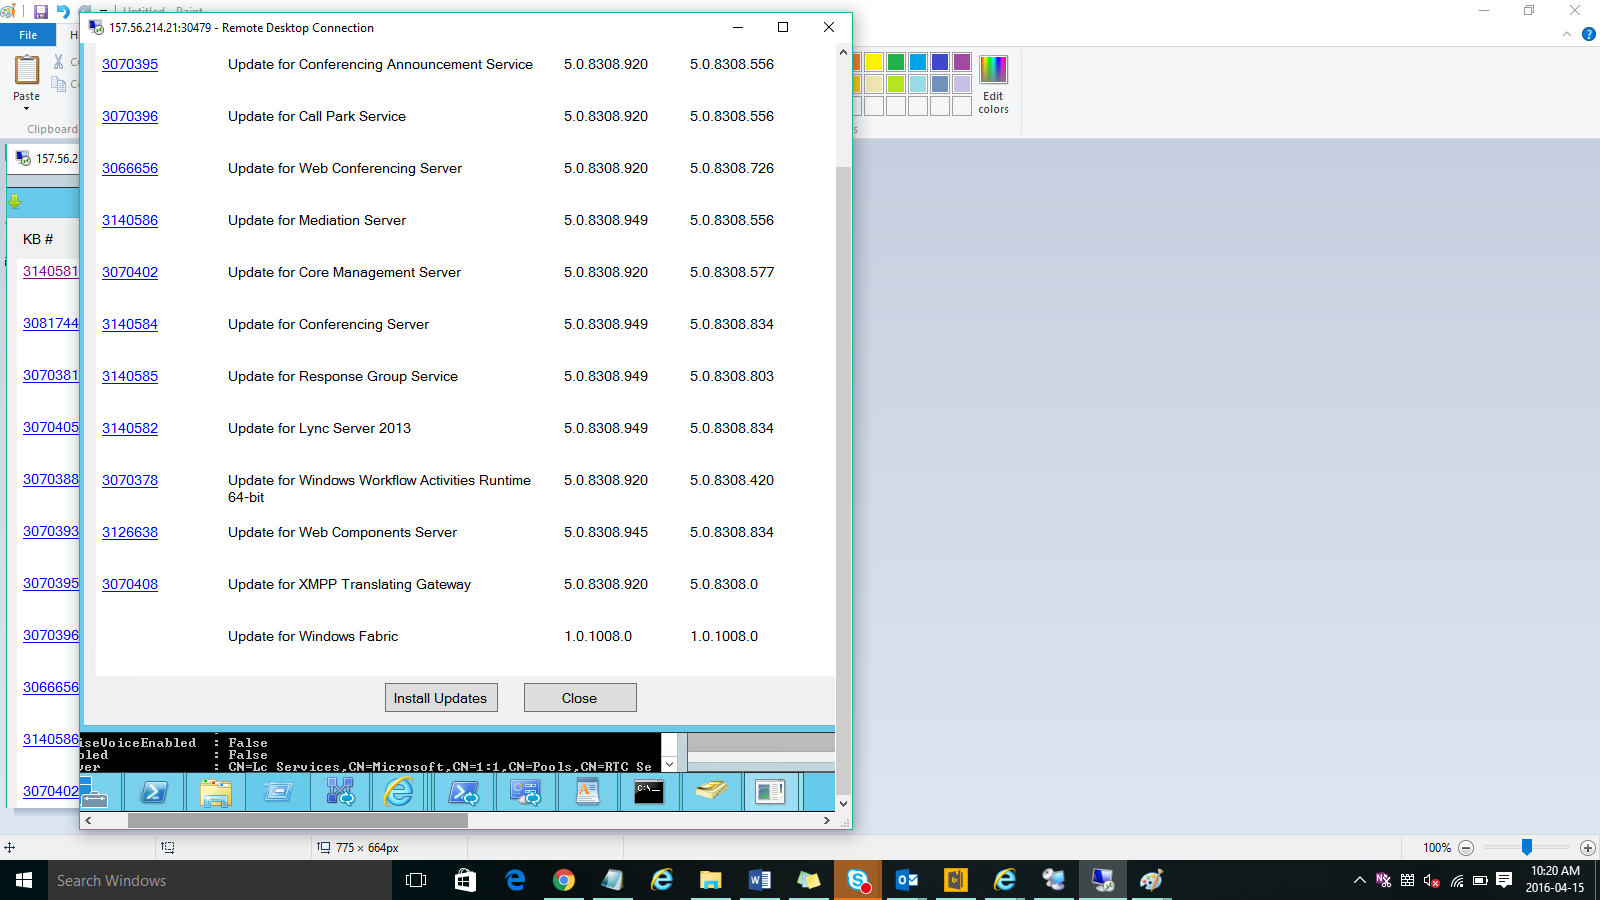 Untitled - Paint
157.56.214.21:30479 - Remote Desktop Connection
File
Paste
Clipboard
Edit
colors
157.56.2
KB #
3140581
3081744
3070381
3070405
3070388
3070393
3070395
3070396
3066656
3140586
3070402
3070395 Update for Conferencing Announcement Service 5.0.8308.920 5.0.8308.556
3070396 Update for Call Park Service 5.0.8308.920 5.0.8308.556
3066656 Update for Web Conferencing Server 5.0.8308.920 5.0.8308.726
3140586 Update for Mediation Server 5.0.8308.949 5.0.8308.556
3070402 Update for Core Management Server 5.0.8308.920 5.0.8308.577
3140584 Update for Conferencing Server 5.0.8308.949 5.0.8308.834
3140585 Update for Response Group Service 5.0.8308.949 5.0.8308.803
3140582 Update for Lync Server 2013 5.0.8308.949 5.0.8308.834
3070378 Update for Windows Workflow Activities Runtime 5.0.8308.920 5.0.8308.420
64-bit
3126638 Update for Web Components Server 5.0.8308.945 5.0.8308.834
3070408 Update for XMPP Translating Gateway 5.0.8308.920 5.0.8308.0
Update for Windows Fabric 1.0.1008.0 1.0.1008.0
Install Updates Close
iseVoiceEnabled : False
bled : False
ver : CN=Lc Services,CN=Microsoft,CN=1:1,CN=Pools,CN=RTC Se
775 × 664px
100%
Search Windows
10:20 AM
2016-04-15